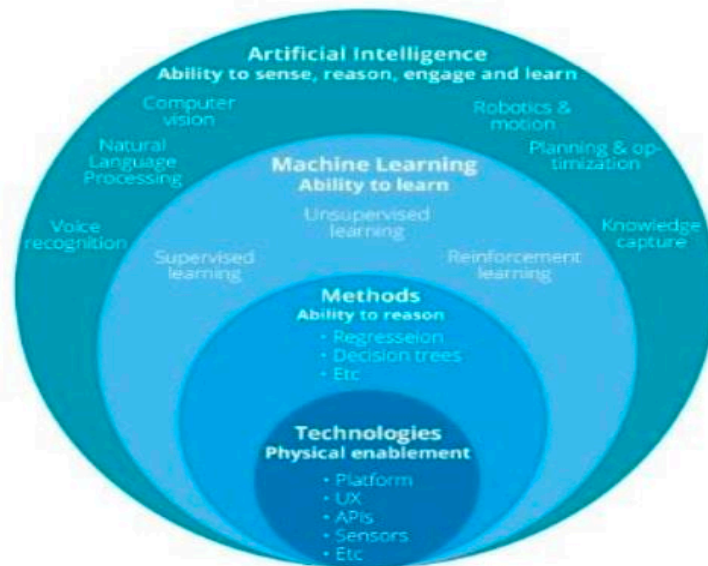 Artificial Intelligence
Ability to sense, reason, engage and learn
Computer
vision
Robotics &
motion
Natural
Language
Processing
Planning & op-
timization
Machine Learning
Ability to learn
Unsupervised
learning
Voice
recognition
Knowledge
capture
Supervised
learning
Reinforcement
learning
Methods
Ability to reason
• Regresseion
• Decision trees
• Etc
Technologies
Physical enablement
• Platform
• UX
• APIs
• Sensors
• Etc